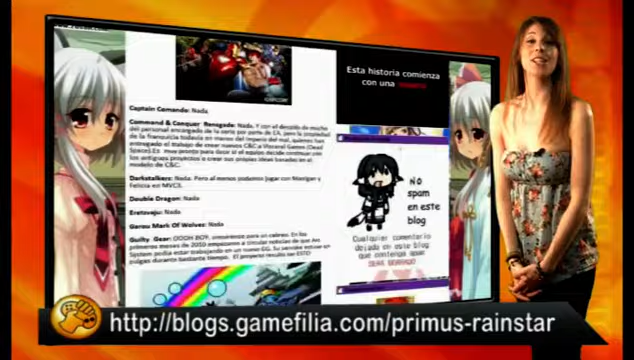 CAPCOM
Captain Comando: Nada.
Command & Conquer Renegade: Nada. Y con el despido de mucho
del personal encargado de la serie por parte de EA, pero la propiedad
de la franquicia todavía en manos del imperio del mal, quienes han
entregado el trabajo de crear nuevos C&C a Visceral Games (Dead
Space). Es muy pronto para decir si el equipo decide continuar con
los antiguos proyectos o crear sus propias ideas basados en el
modelo de C&C.
Darkstalkers: Nada. Pero al menos podamos jugar con Morrigan y
Felicia en MVC3.
Double Dragon: Nada
Nada
Garou Mark Of Wolves: Nada
Guilty Gear: OOOH BOY, por un cabreo. En los
primeros meses de 2010 empezaron a circular noticias de que Arc
System podía estar trabajando en un nuevo GG. Su servidor estuvo en
pulgas durante bastante tiempo. El proyecto resultó ser ESTO
Esta historia comienza
con una
NO
spam
en este
blog
Cualquier comentario
dejado en este blog
que contenga spam
SERÁ BORRADO
http://blogs.gamefilia.com/primus-rainstar